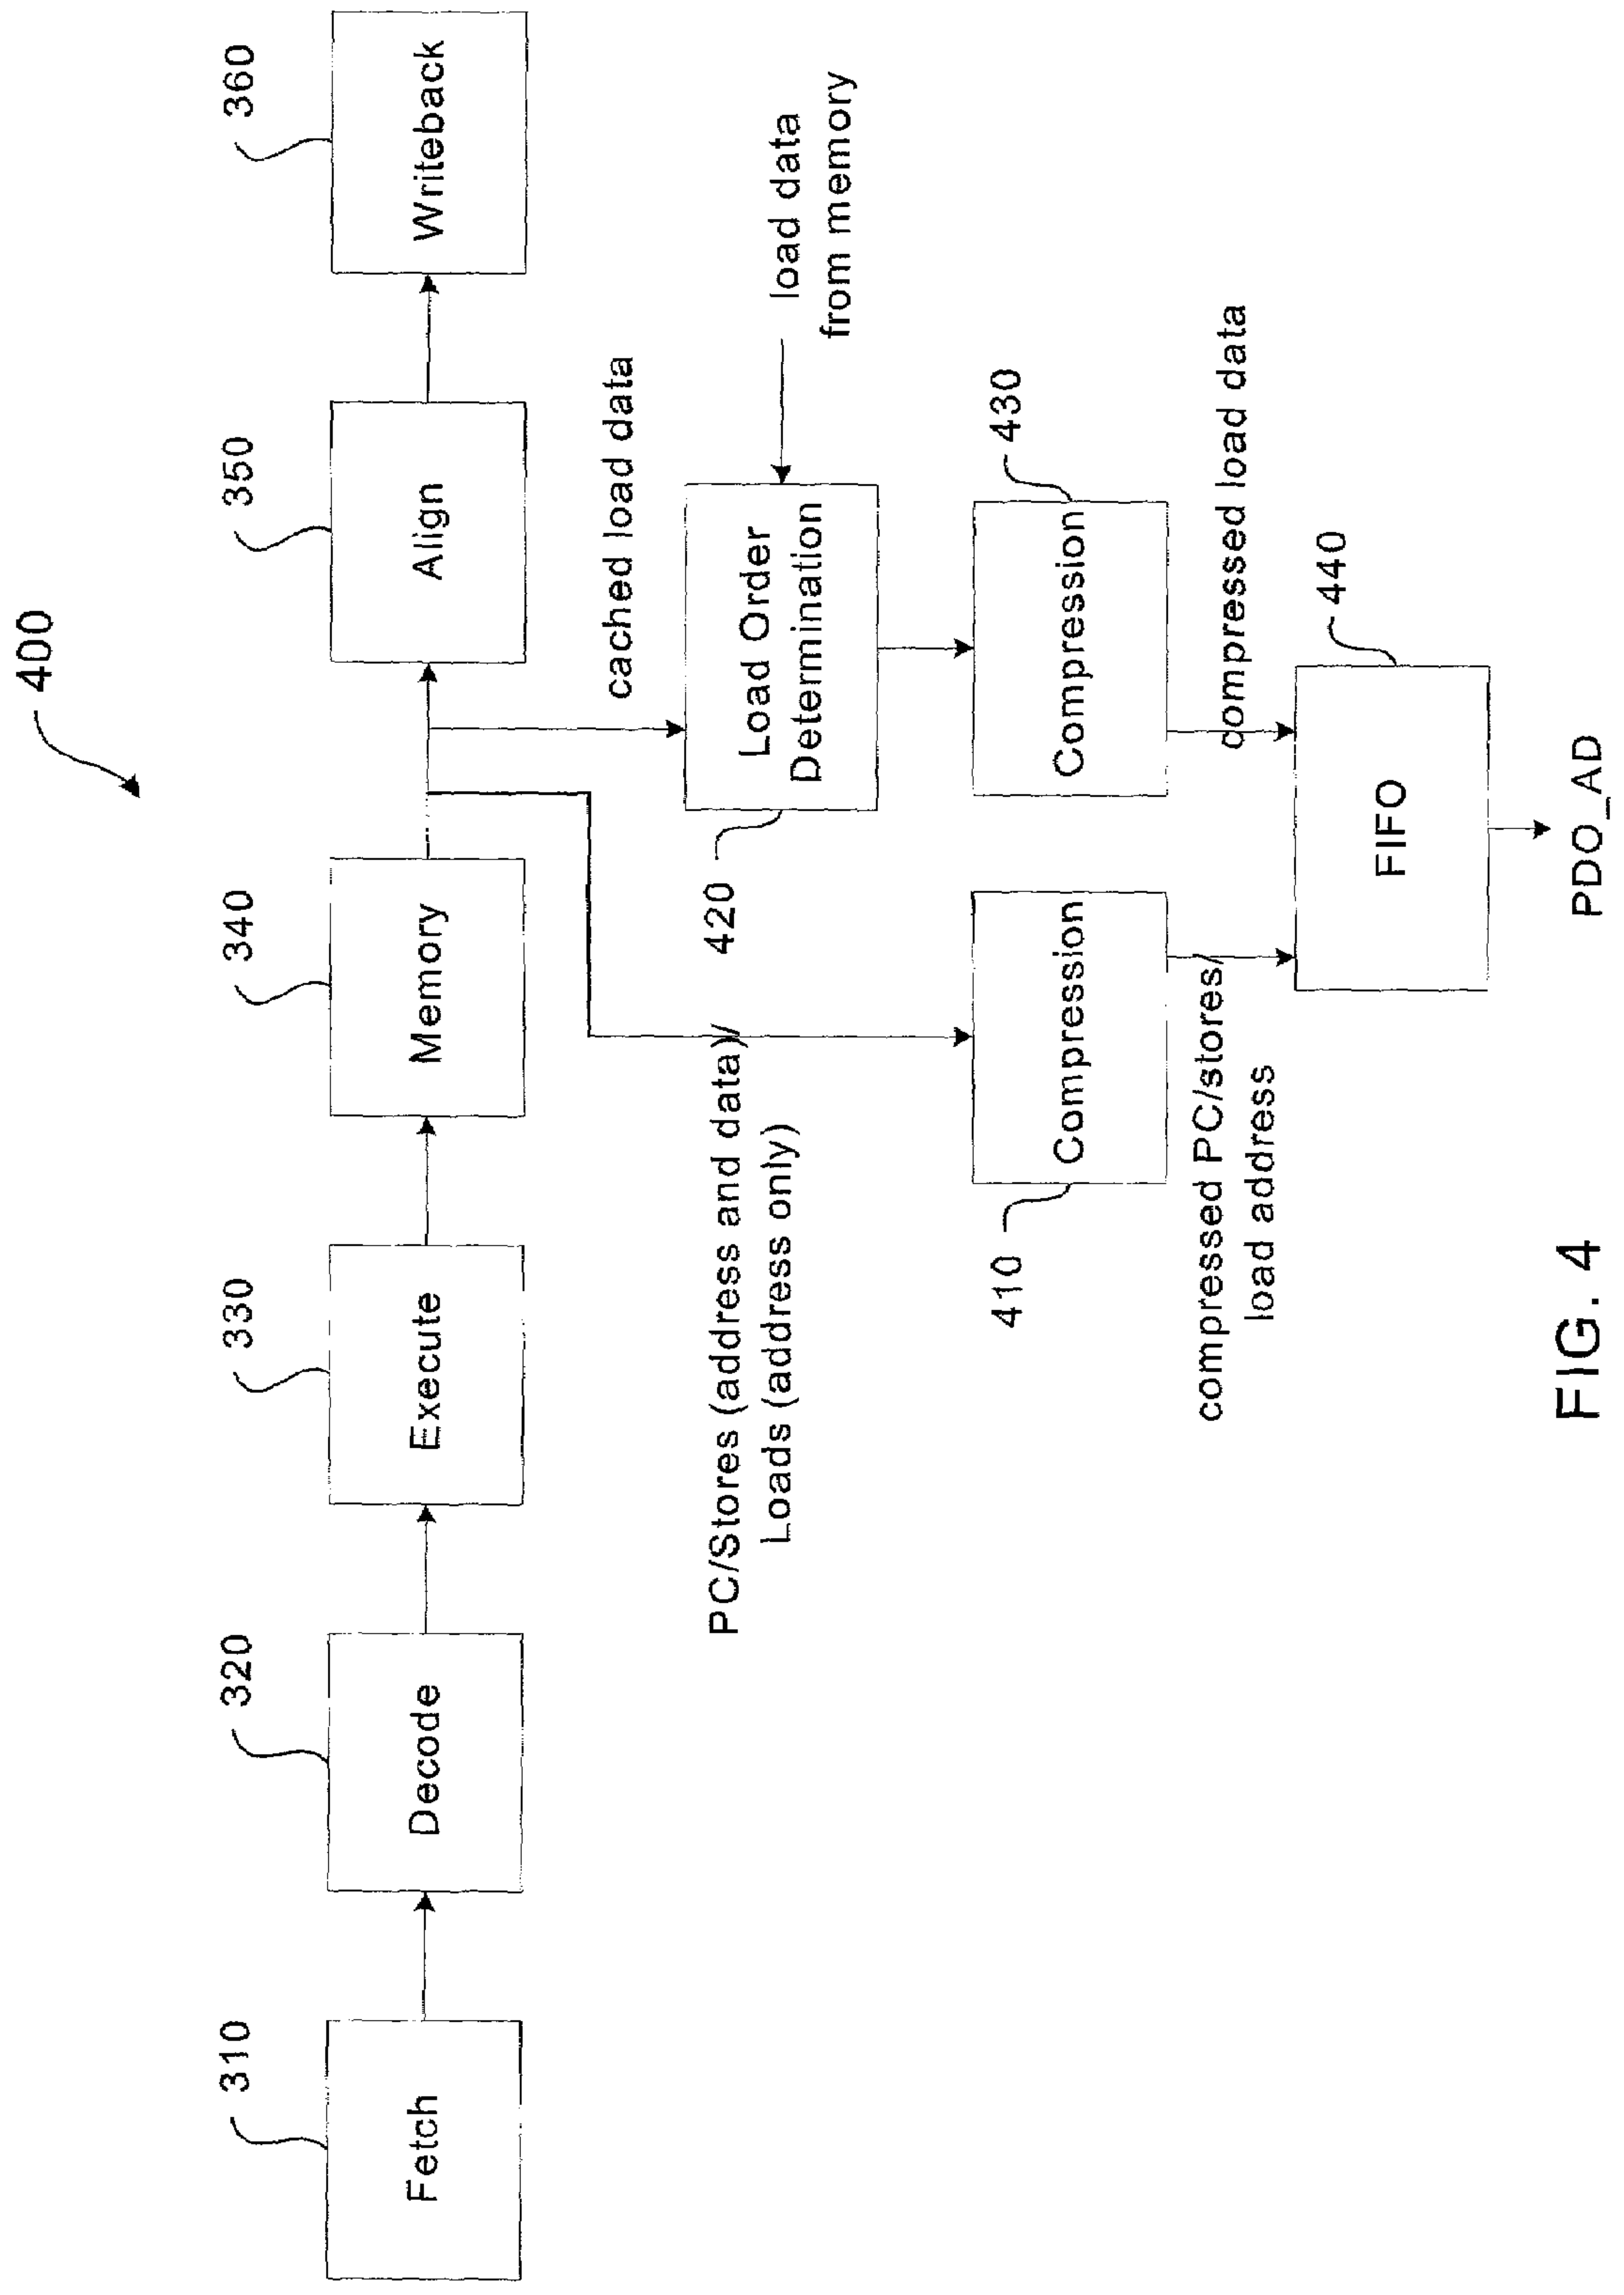 400
310
320
330
340
350
360
Fetch
Decode
Execute
Memory
Align
Writeback
cached load data
PC/Stores (address and data)/
Loads (address only)
420
Load Order
Determination
load data
from memory
410
Compression
430
Compression
compressed PC/stores/
load address
compressed load data
440
FIFO
PDO_AD
FIG. 4